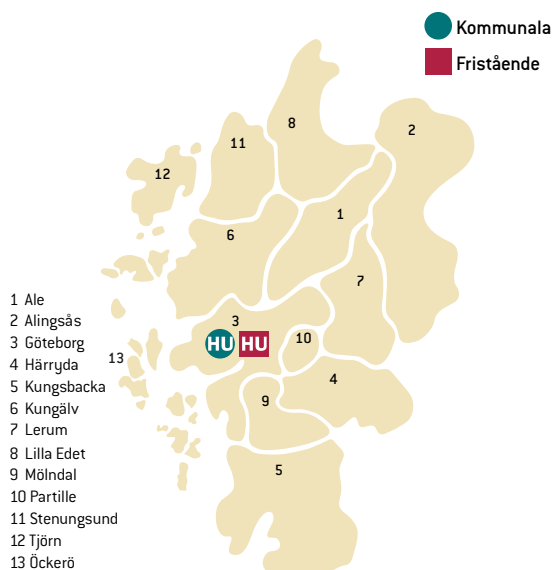 Kommunala
Fristående
8
2
11
12
1
6
7
3
HU HU
10
13
4
9
5
1 Ale
2 Alingsås
3 Göteborg
4 Härryda
5 Kungsbacka
6 Kungälv
7 Lerum
8 Lilla Edet
9 Mölndal
10 Partille
11 Stenungsund
12 Tjörn
13 Öckerö